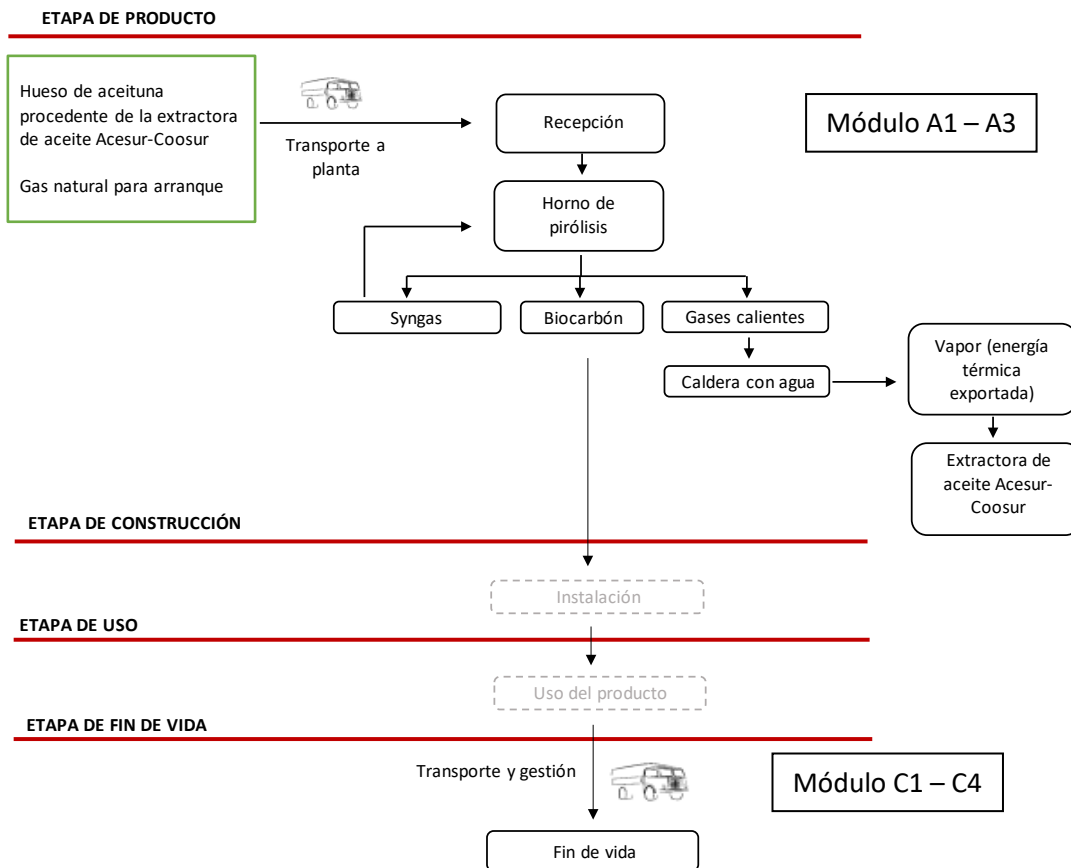 ETAPA DE PRODUCTO
Hueso de aceituna
procedente de la extractora
de aceite Acesur-Coosur
Gas natural para arranque
Transporte a
planta
Recepción
Módulo A1 – A3
Horno de
pirólisis
Syngas
Biocarbón
Gases calientes
Caldera con agua
Vapor (energía
térmica
exportada)
Extractora de
aceite Acesur-
Coosur
ETAPA DE CONSTRUCCIÓN
Instalación
ETAPA DE USO
Uso del producto
ETAPA DE FIN DE VIDA
Transporte y gestión
Módulo C1 – C4
Fin de vida